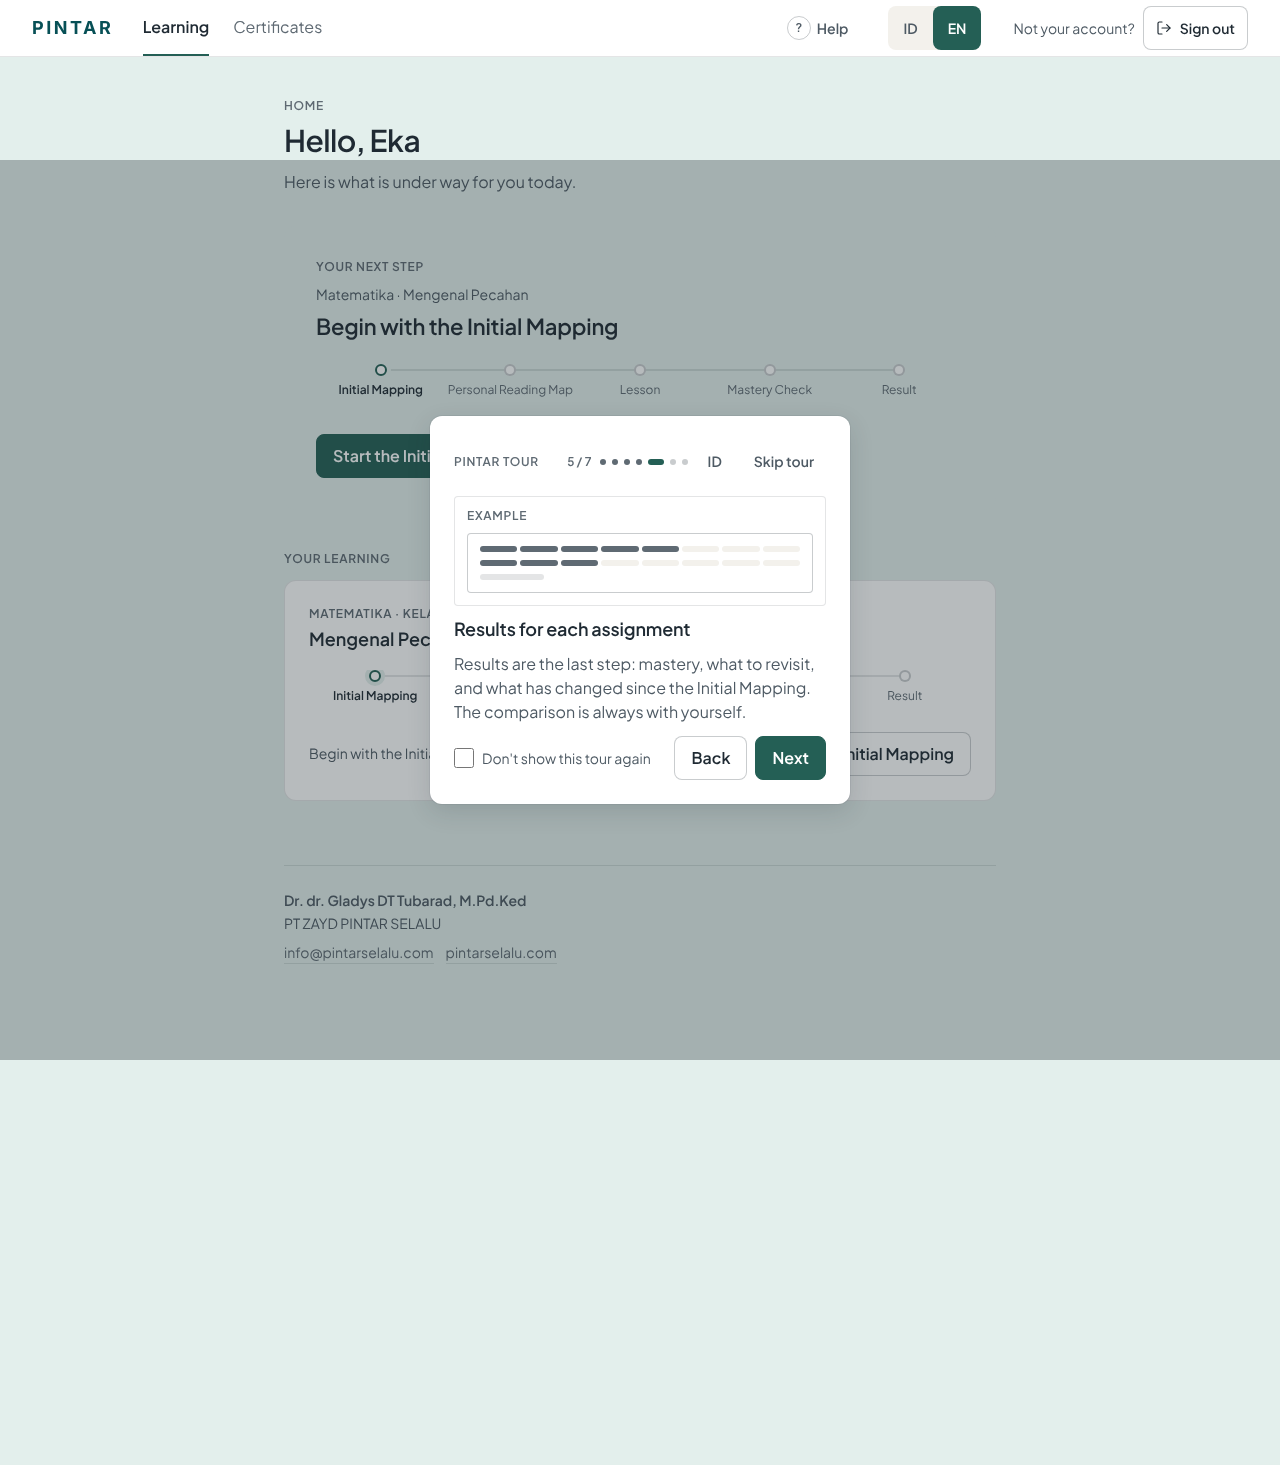 PINTAR Learning Certificates ? Help ID EN Not your account? Sign out
HOME
Hello, Eka
Here is what is under way for you today.
YOUR NEXT STEP
Matematika · Mengenal Pecahan
Begin with the Initial Mapping
Initial Mapping Personal Reading Map Lesson Mastery Check Result
Start the Initi
PINTAR TOUR 5 / 7 ID Skip tour
EXAMPLE
Results for each assignment
Results are the last step: mastery, what to revisit,
and what has changed since the Initial Mapping.
The comparison is always with yourself.
Don't show this tour again Back Next
YOUR LEARNING
MATEMATIKA · KELA
Mengenal Pec
Initial Mapping Result
Begin with the Initia nitial Mapping
Dr. dr. Gladys DT Tubarad, M.Pd.Ked
PT ZAYD PINTAR SELALU
info@pintarselalu.com pintarselalu.com